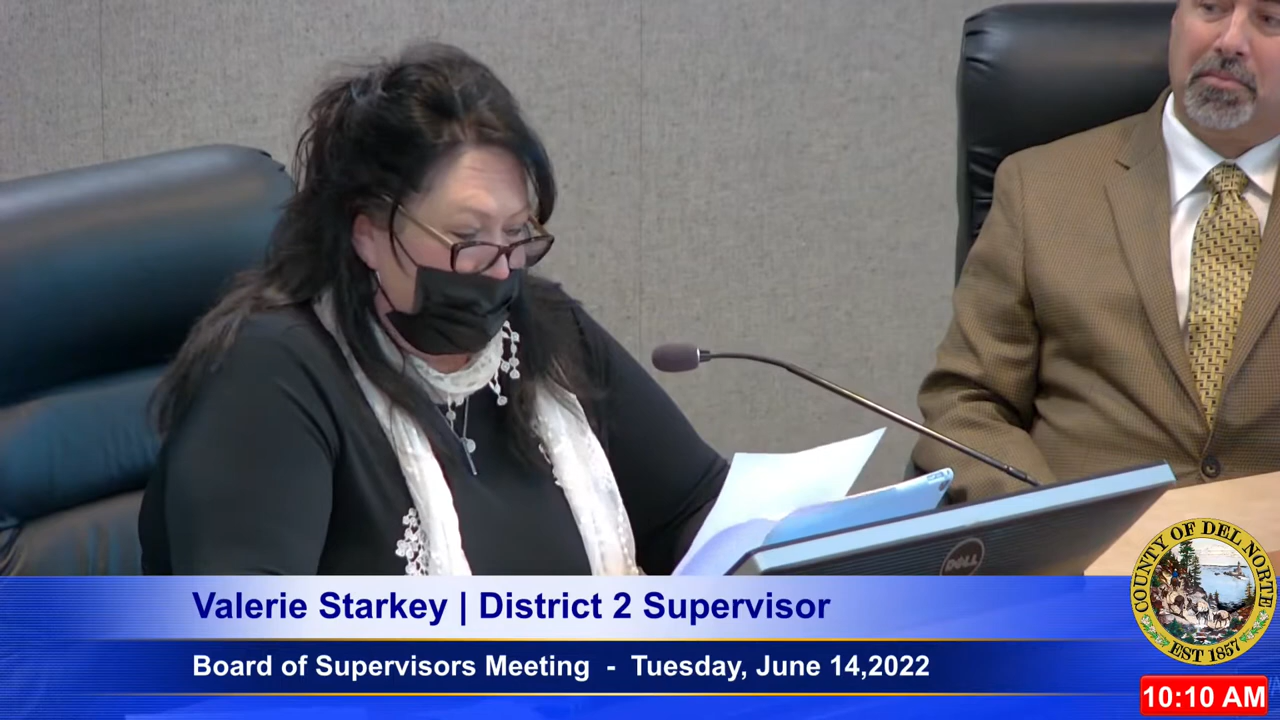 DELL
Valerie Starkey | District 2 Supervisor
Board of Supervisors Meeting - Tuesday, June 14,2022
COUNTY OF DEL NORTE
EST 1857
10:10 AM